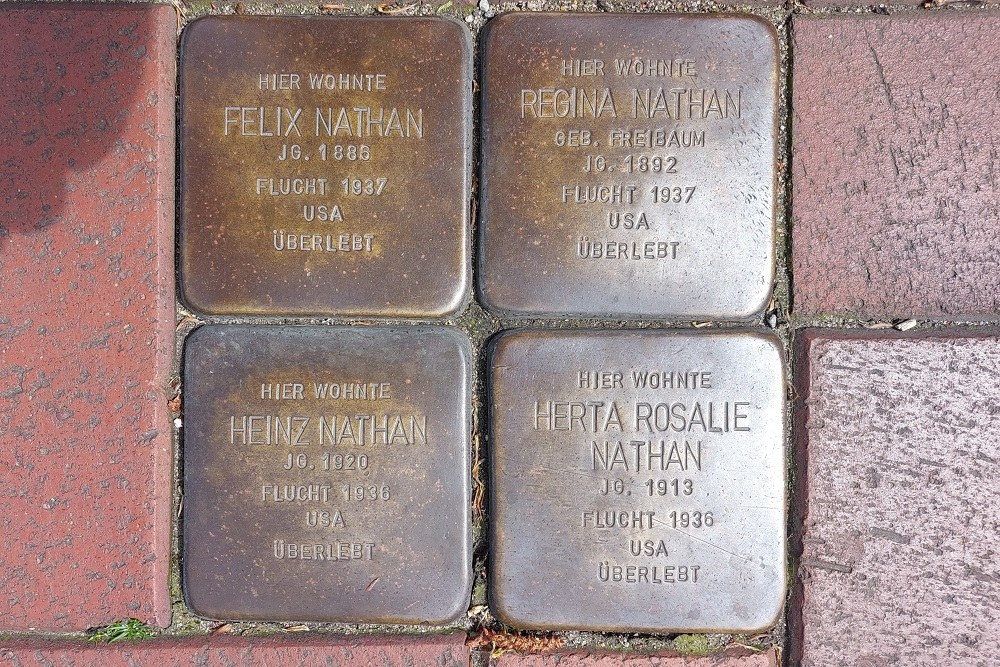 HIER WOHNTE
FELIX NATHAN
JG. 1886
FLUCHT 1937
USA
ÜBERLEBT
HIER WOHNTE
REGINA NATHAN
GEB. FREIBAUM
JG. 1892
FLUCHT 1937
USA
ÜBERLEBT
HIER WOHNTE
HEINZ NATHAN
JG. 1920
FLUCHT 1936
USA
ÜBERLEBT
HIER WOHNTE
HERTA ROSALIE
NATHAN
JG. 1913
FLUCHT 1936
USA
ÜBERLEBT